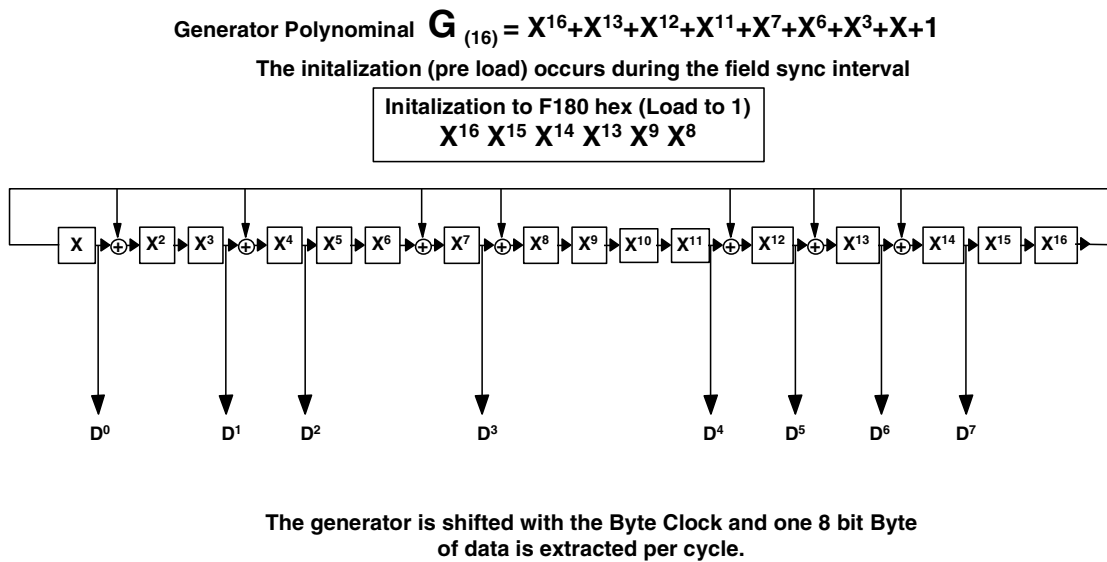 Generator Polynominal G (16) = X¹⁶+X¹³+X¹²+X¹¹+X⁷+X⁶+X³+X+1
The initalization (pre load) occurs during the field sync interval
Initalization to F180 hex (Load to 1)
X¹⁶ X¹⁵ X¹⁴ X¹³ X⁹ X⁸
X + X² X³ + X⁴ X⁵ X⁶ + X⁷ + X⁸ X⁹ X¹⁰ X¹¹ + X¹² + X¹³ + X¹⁴ X¹⁵ X¹⁶
D⁰ D¹ D² D³ D⁴ D⁵ D⁶ D⁷
The generator is shifted with the Byte Clock and one 8 bit Byte
of data is extracted per cycle.